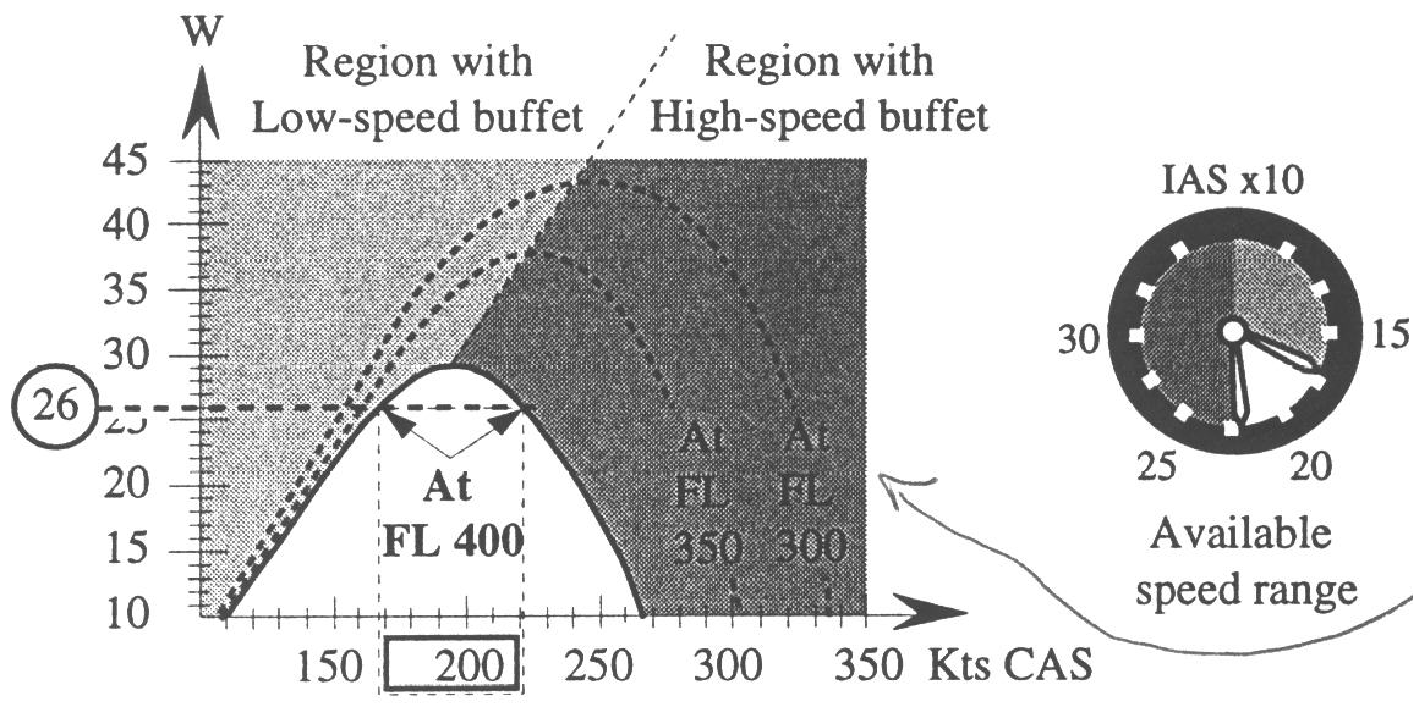 W
Region with
Low-speed buffet
Region with
High-speed buffet
45
40
35
30
26
25
20
15
10
At
FL 400
At
FL
350
At
FL
300
150
200
250
300
350
Kts CAS
IAS x10
30
15
25
20
Available
speed range